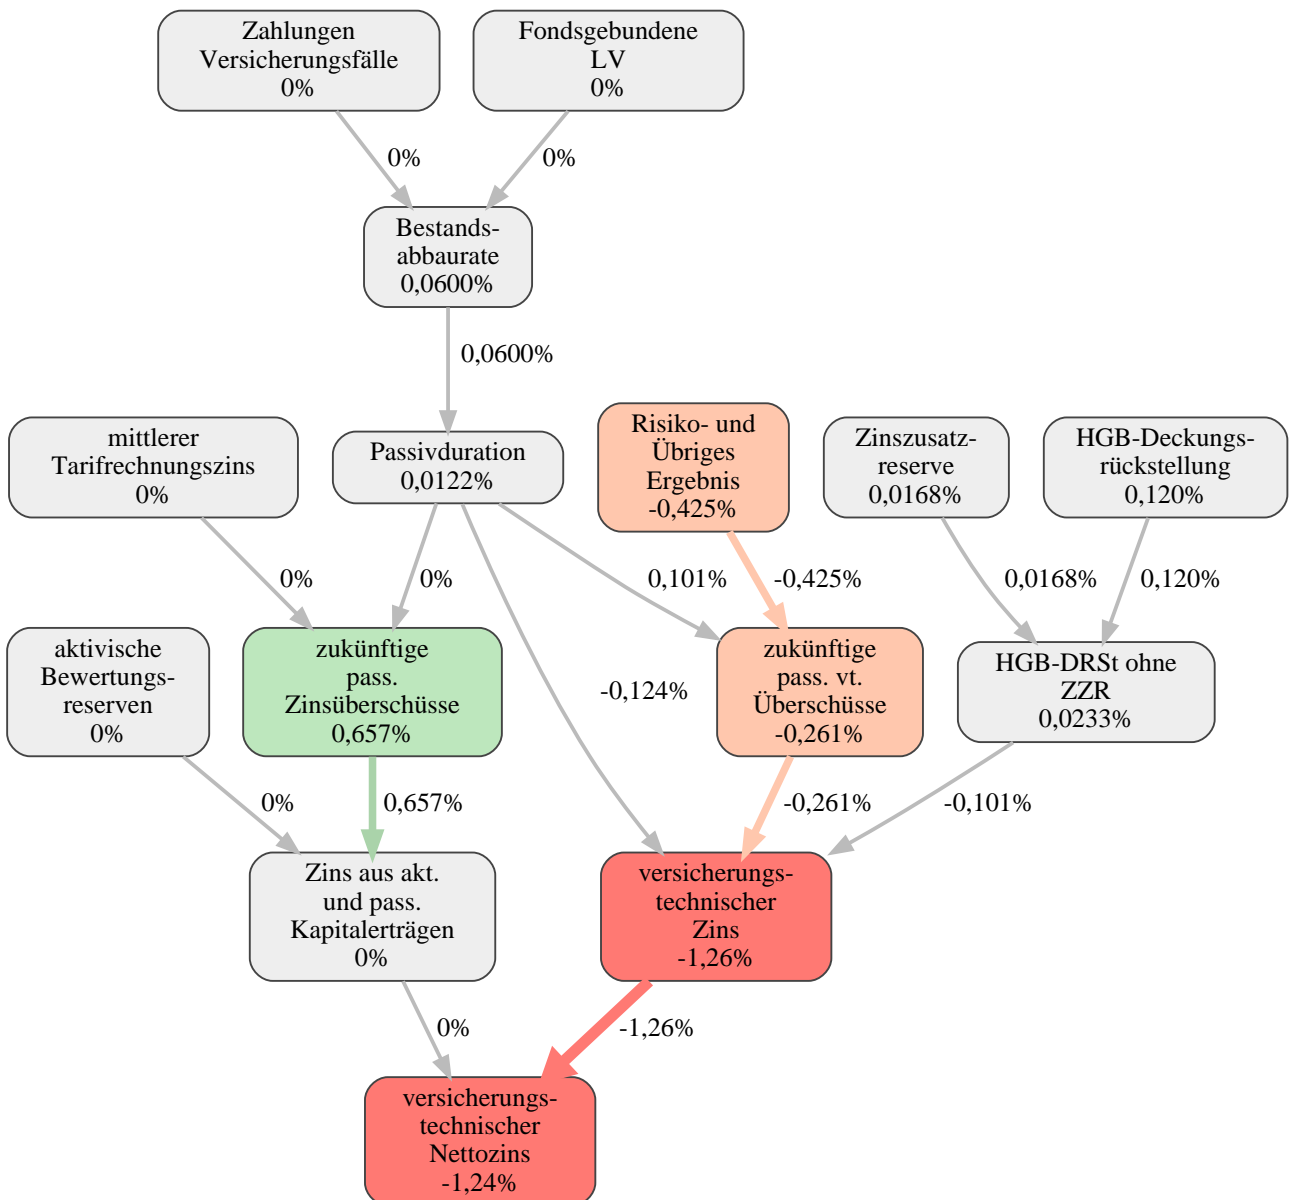 Zahlungen
Versicherungsfälle
0%
Fondsgebundene
LV
0%
0%
0%
Bestands-
abbaurate
0,0600%
0,0600%
mittlerer
Tarifrechnungszins
0%
Passivduration
0,0122%
Risiko- und
Übriges
Ergebnis
-0,425%
Zinszusatz-
reserve
0,0168%
HGB-Deckungs-
rückstellung
0,120%
0%
0%
0,101%
-0,425%
0,0168%
0,120%
aktivische
Bewertungs-
reserven
0%
zukünftige
pass.
Zinsüberschüsse
0,657%
-0,124%
zukünftige
pass. vt.
Überschüsse
-0,261%
HGB-DRSt ohne
ZZR
0,0233%
0%
0,657%
-0,261%
-0,101%
Zins aus akt.
und pass.
Kapitalerträgen
0%
versicherungs-
technischer
Zins
-1,26%
0%
-1,26%
versicherungs-
technischer
Nettozins
-1,24%